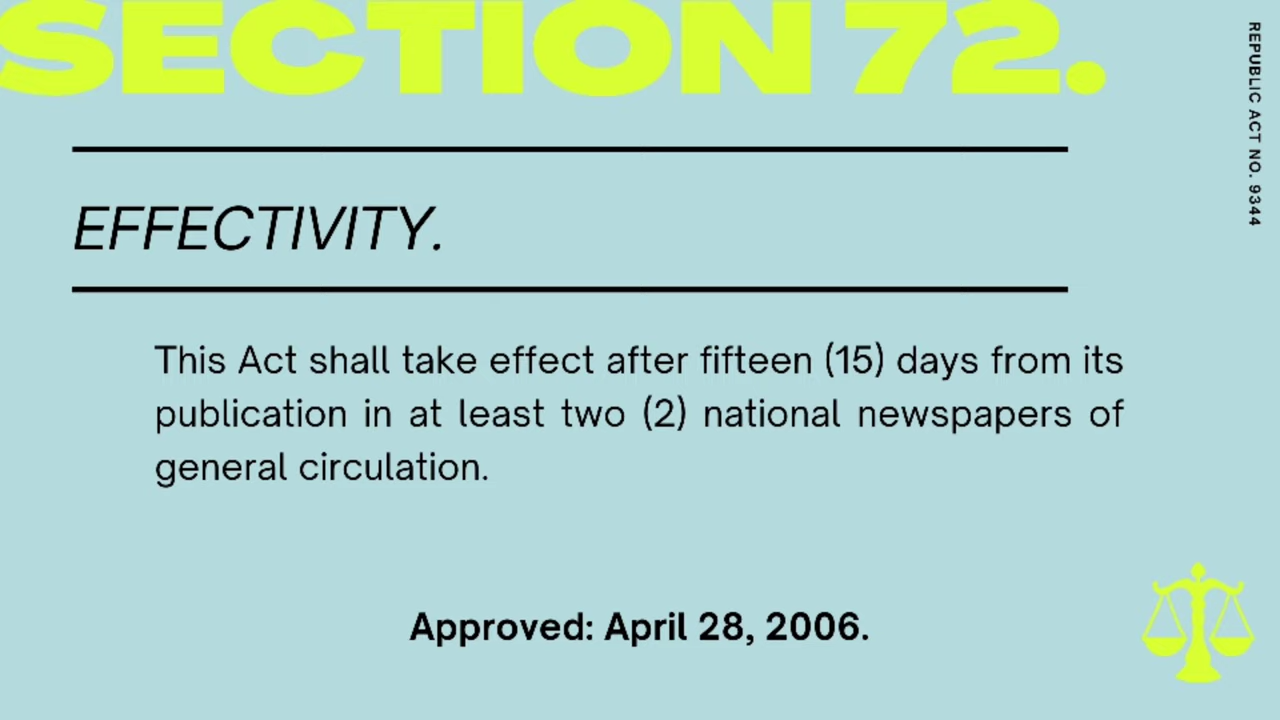 SECTION 72.
REPUBLIC ACT NO. 9344
EFFECTIVITY.
This Act shall take effect after fifteen (15) days from its
publication in at least two (2) national newspapers of
general circulation.
Approved: April 28, 2006.